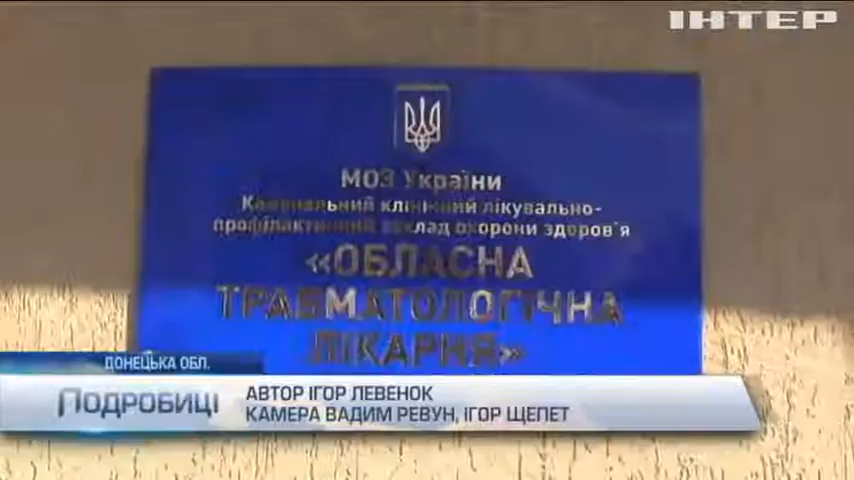 ІНТЕР
МОЗ України
Комунальний клінічний лікувально-
профілактичний заклад охорони здоров'я
«ОБЛАСНА
ТРАВМАТОЛОГІЧНА
ЛІКАРНЯ»
ДОНЕЦЬКА ОБЛ.
ПОДРОБИЦІ
АВТОР ІГОР ЛЕВЕНОК
КАМЕРА ВАДИМ РЕВУН, ІГОР ЩЕПЕТ